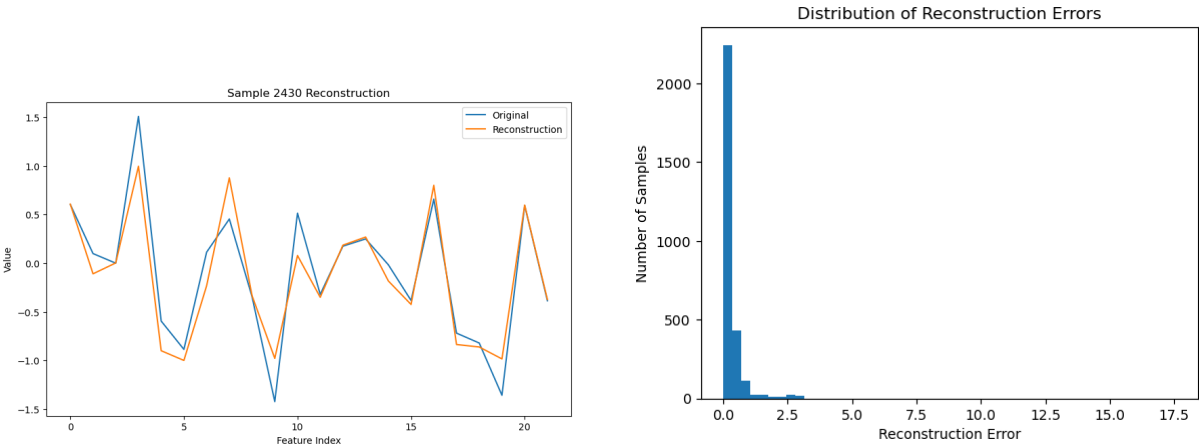 Sample 2430 Reconstruction
Original
Reconstruction
1.5
1.0
0.5
0.0
−0.5
−1.0
−1.5
Value
0 5 10 15 20
Feature Index
Distribution of Reconstruction Errors
2000
1500
1000
500
0
Number of Samples
0.0 2.5 5.0 7.5 10.0 12.5 15.0 17.5
Reconstruction Error